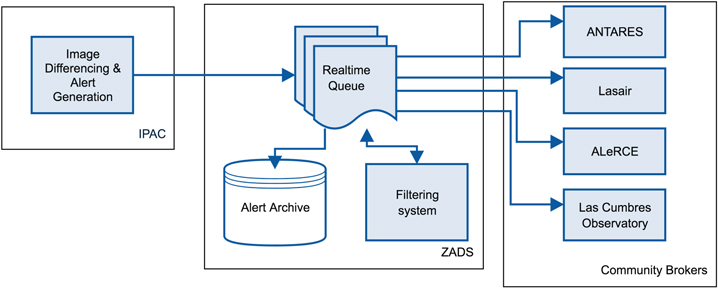 Image
Differencing &
Alert
Generation
IPAC
Realtime
Queue
Alert Archive
Filtering
system
ZADS
ANTARES
Lasair
ALeRCE
Las Cumbres
Observatory
Community Brokers